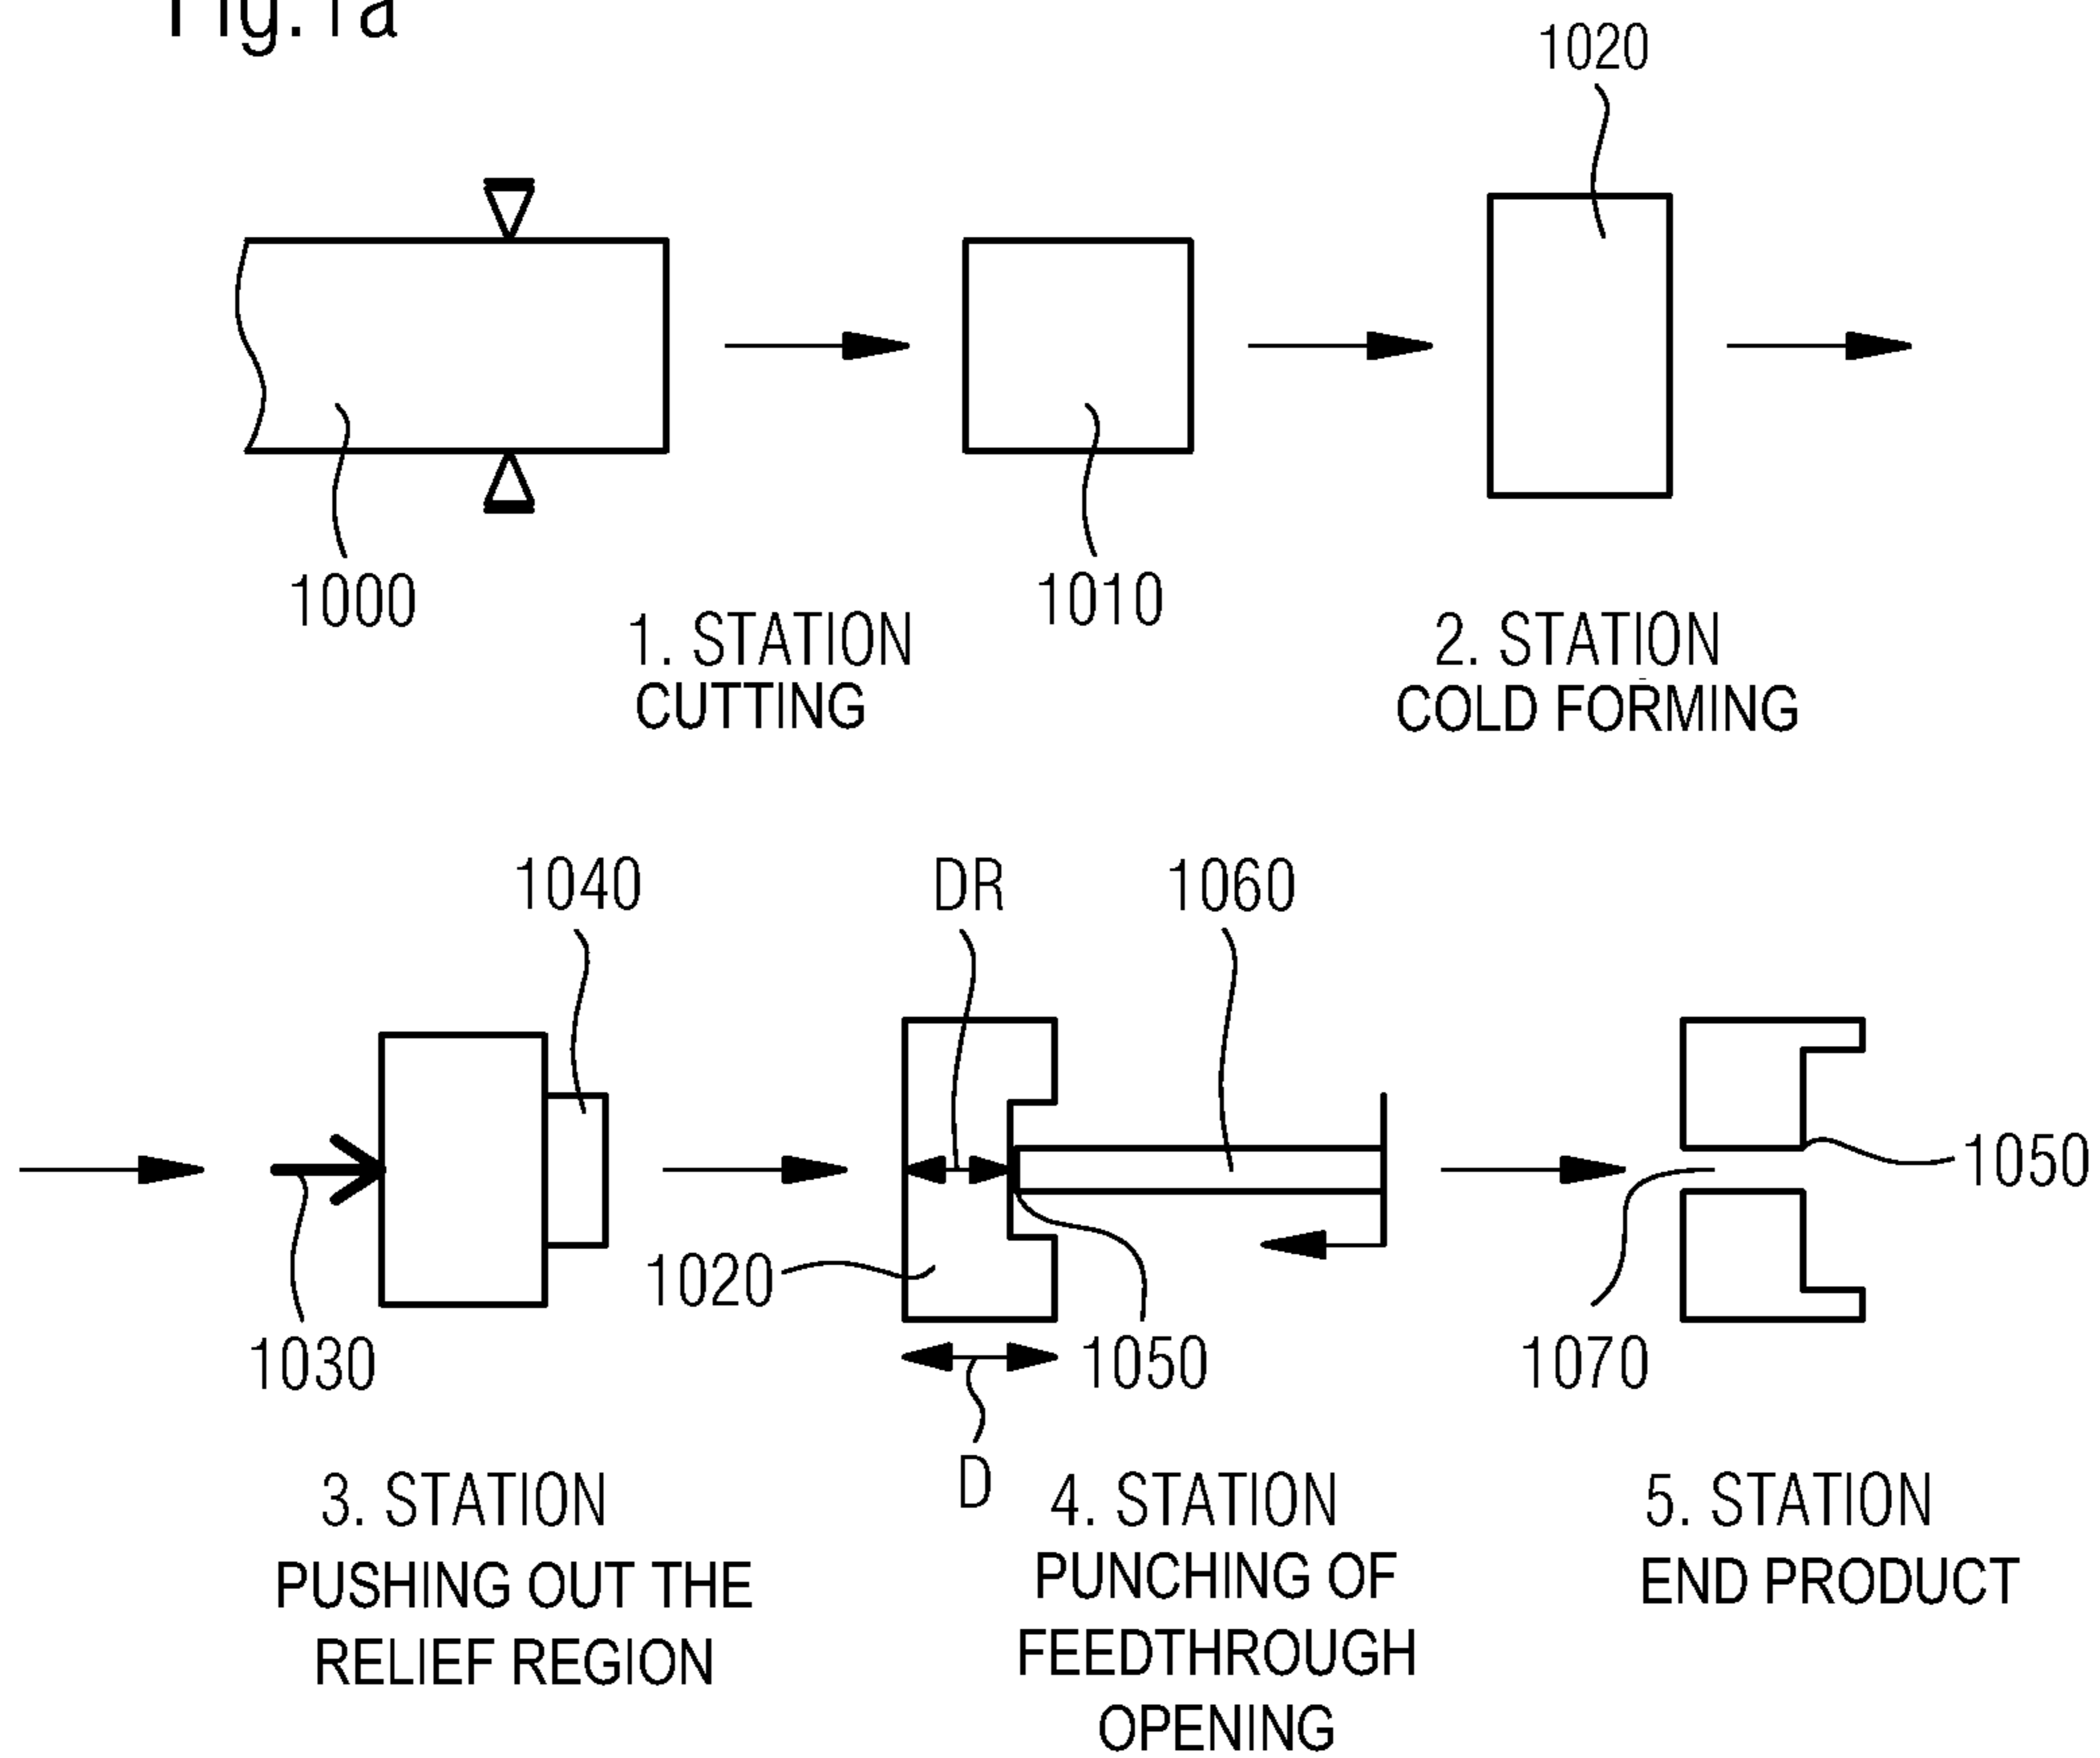 Fig.1a
1020
1000
1010
1. STATION
CUTTING
2. STATION
COLD FORMING
1040
DR
1060
1050
1020
1030
1050
1070
D
3. STATION
PUSHING OUT THE
RELIEF REGION
4. STATION
PUNCHING OF
FEEDTHROUGH
OPENING
5. STATION
END PRODUCT